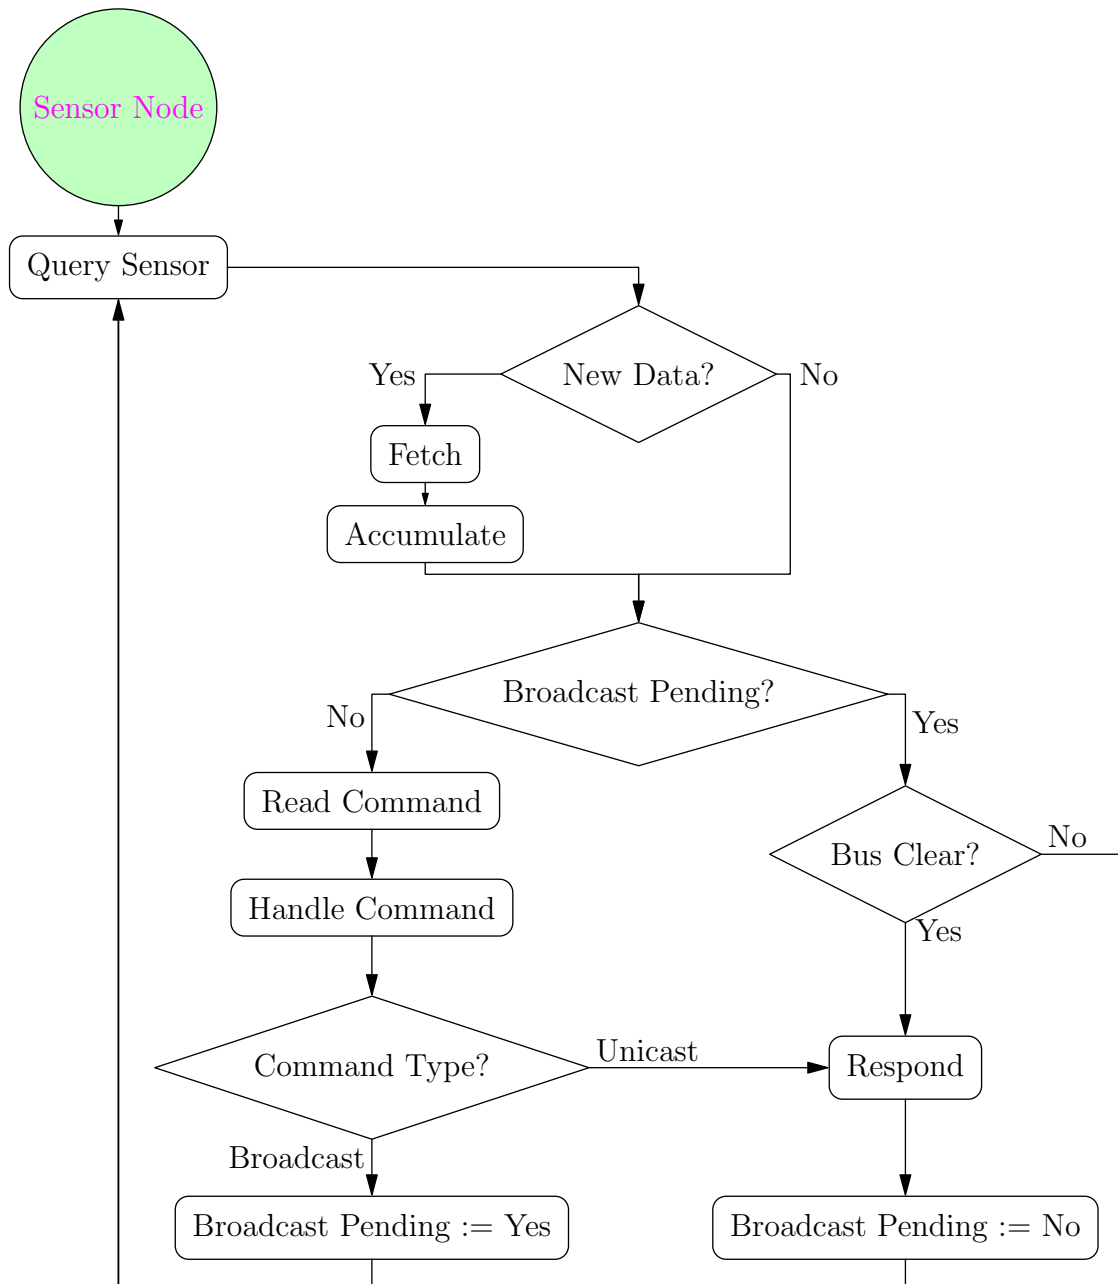 Sensor Node
Query Sensor
New Data?
Yes
No
Fetch
Accumulate
Broadcast Pending?
No
Yes
Read Command
Bus Clear?
No
Handle Command
Yes
Command Type?
Unicast
Respond
Broadcast
Broadcast Pending := Yes
Broadcast Pending := No